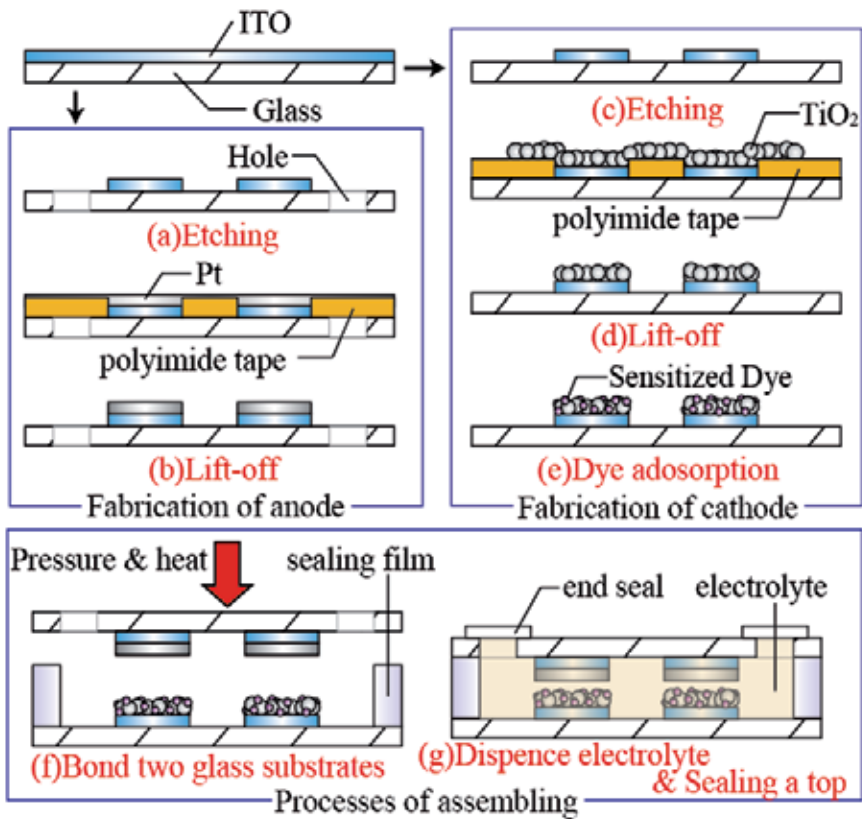 ITO
Glass
Hole
(a)Etching
Pt
polyimide tape
(b)Lift-off
Fabrication of anode
(c)Etching
TiO₂
polyimide tape
(d)Lift-off
Sensitized Dye
(e)Dye adosorption
Fabrication of cathode
Pressure & heat
sealing film
(f)Bond two glass substrates
end seal
electrolyte
(g)Dispence electrolyte
& Sealing a top
Processes of assembling